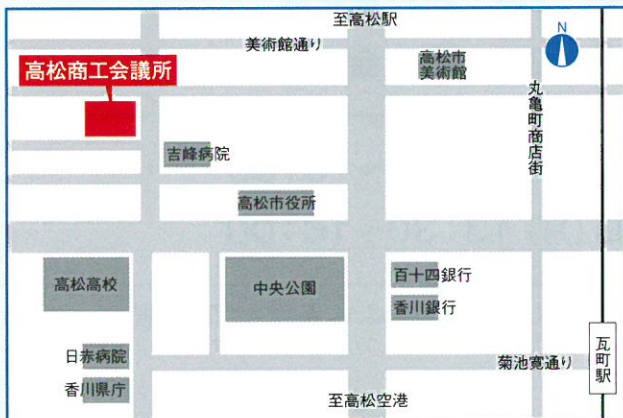 至高松駅
美術館通り
N
高松市
美術館
高松商工会議所
丸亀町商店街
吉峰病院
高松市役所
高松高校
中央公園
百十四銀行
香川銀行
日赤病院
香川県庁
菊池寛通り
瓦町駅
至高松空港